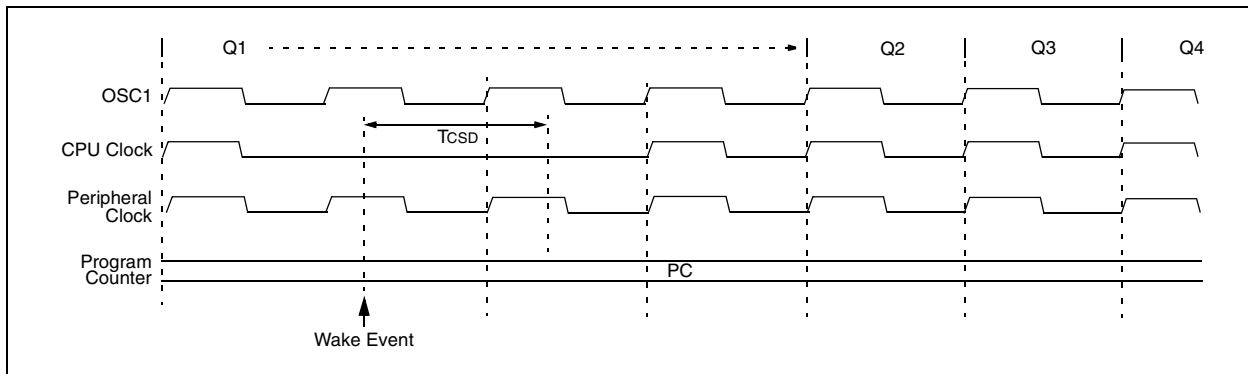 Q1 Q2 Q3 Q4
OSC1
TCSD
CPU Clock
Peripheral
Clock
Program
Counter
PC
Wake Event